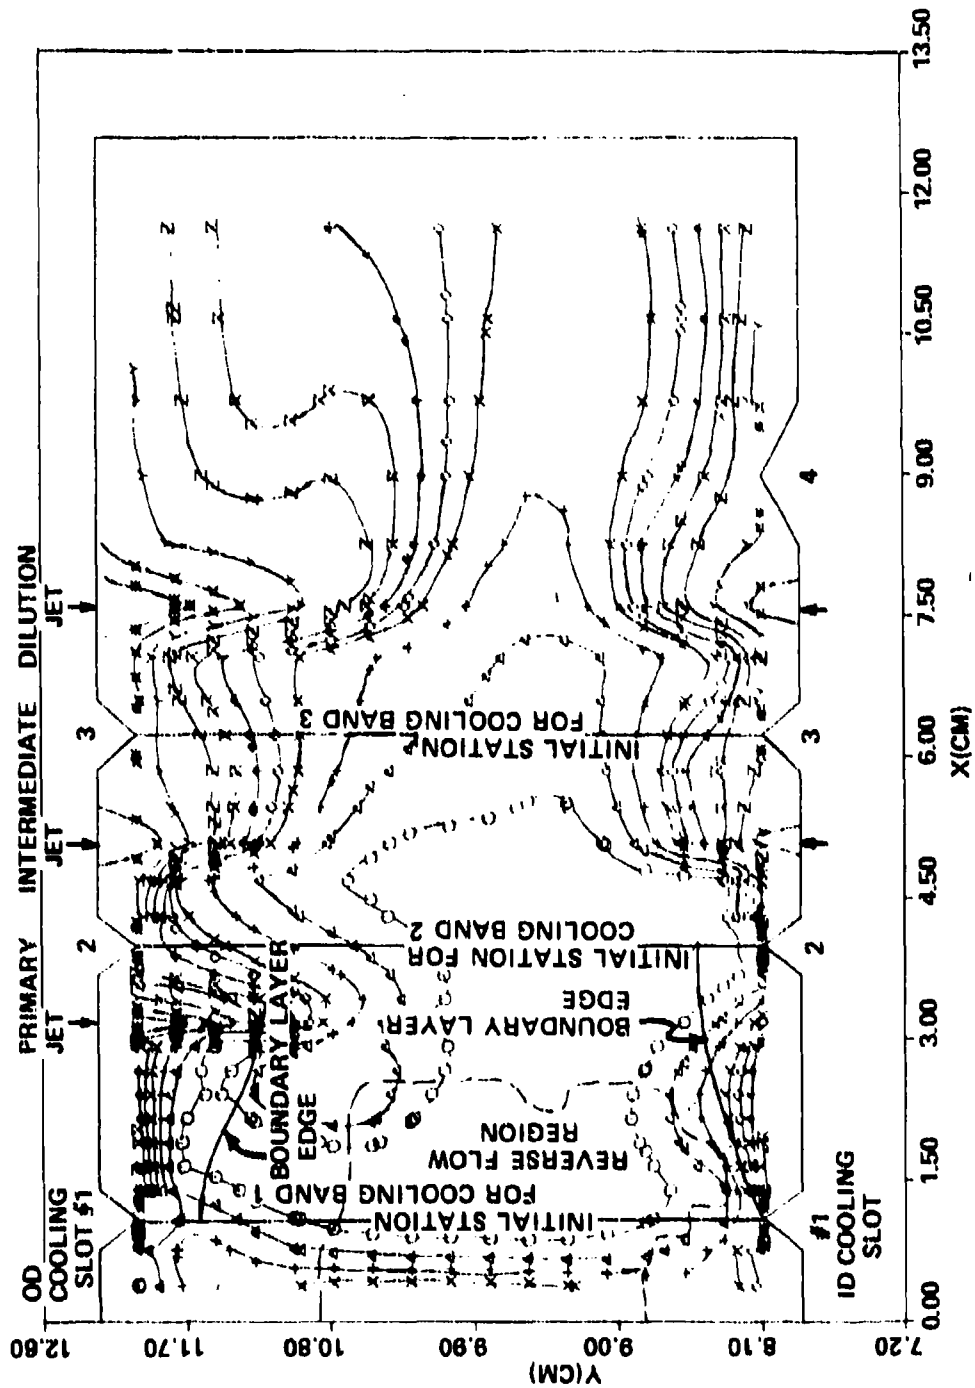 OD
COOLING
SLOT #1
PRIMARY
JET
INTERMEDIATE
JET
DILUTION
JET
2
3
BOUNDARY LAYER
EDGE
INITIAL STATION
FOR COOLING BAND 1
REVERSE FLOW
REGION
BOUNDARY LAYER
EDGE
INITIAL STATION FOR
COOLING BAND 2
INITIAL STATION
FOR COOLING BAND 3
#1
ID COOLING
SLOT
2
3
4
Y(CM)
12.60
11.70
10.80
9.90
9.00
8.10
7.20
0.00
1.50
3.00
4.50
6.00
7.50
9.00
10.50
12.00
13.50
X(CM)